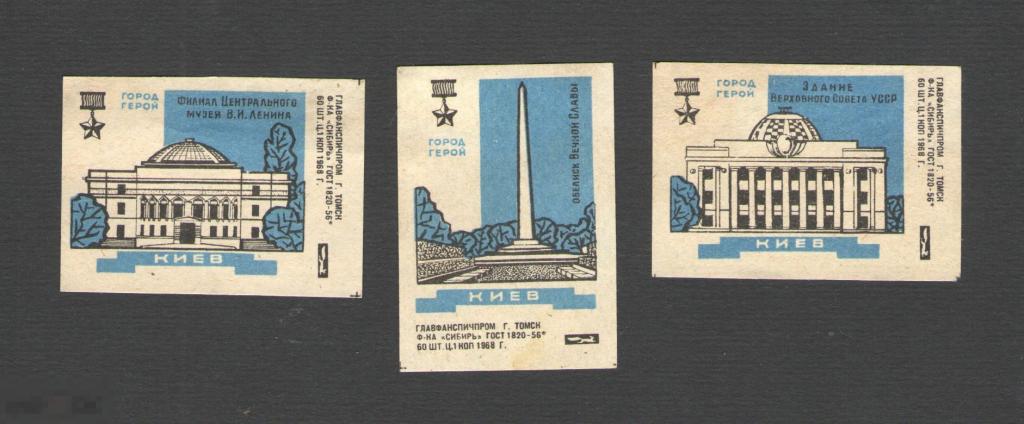 ГОРОД
ГЕРОЙ
Филиал Центрального
музея В.И. Ленина
КИЕВ
ГЛАВФАНСПИЧПРОМ Г. ТОМСК
Ф-КА «СИБИРЬ» ГОСТ 1820-56*
60 ШТ. Ц. 1 КОП 1968 Г.
ГОРОД
ГЕРОЙ
Обелиск Вечной Славы
КИЕВ
ГЛАВФАНСПИЧПРОМ Г. ТОМСК
Ф-КА «СИБИРЬ» ГОСТ 1820-56*
60 ШТ. Ц. 1 КОП 1968 Г.
ГОРОД
ГЕРОЙ
Здание
Верховного Совета УССР
КИЕВ
ГЛАВФАНСПИЧПРОМ Г. ТОМСК
Ф-КА «СИБИРЬ» ГОСТ 1820-56*
60 ШТ. Ц. 1 КОП 1968 Г.